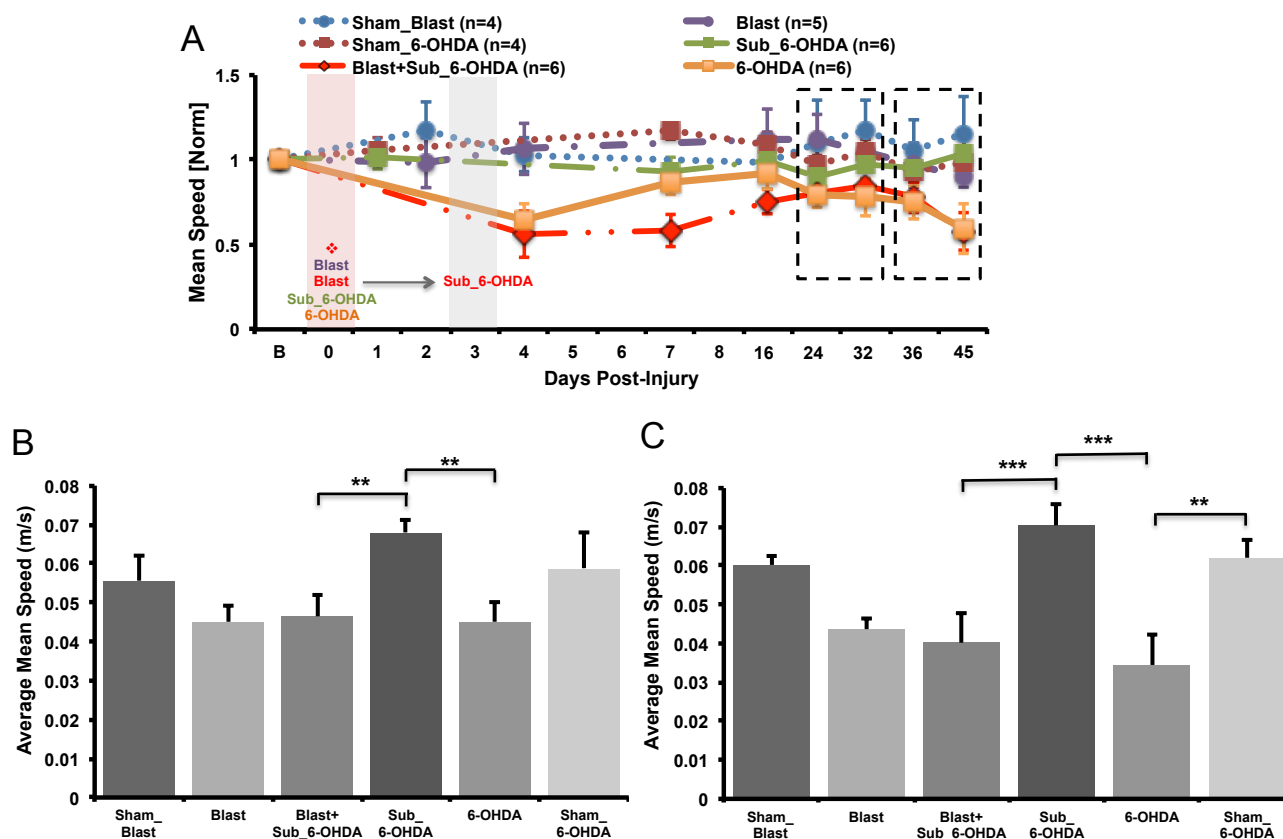 A
Sham_Blast (n=4)
Blast (n=5)
Sham_6-OHDA (n=4)
Sub_6-OHDA (n=6)
Blast+Sub_6-OHDA (n=6)
6-OHDA (n=6)
Mean Speed [Norm]
1.5
1
0.5
0
Blast
Blast
Sub_6-OHDA
Sub_6-OHDA
6-OHDA
B 0 1 2 3 4 5 6 7 8 16 24 32 36 45
Days Post-Injury
B
Average Mean Speed (m/s)
0.08
0.07
0.06
0.05
0.04
0.03
0.02
0.01
0
**
**
Sham_
Blast
Blast
Blast+
Sub_6-OHDA
Sub_
6-OHDA
6-OHDA
Sham_
6-OHDA
C
Average Mean Speed (m/s)
0.08
0.07
0.06
0.05
0.04
0.03
0.02
0.01
0
***
***
**
Sham_
Blast
Blast
Blast+
Sub_6-OHDA
Sub_
6-OHDA
6-OHDA
Sham_
6-OHDA